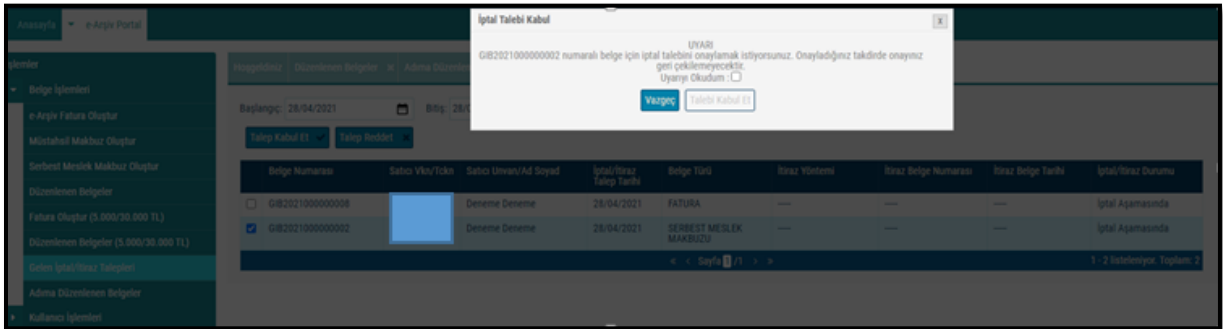 Anasayfa e-Arşiv Portal
İptal Talebi Kabul x
UYARI
GIB2021000000002 numaralı belge için iptal talebini onaylamak istiyorsunuz. Onayladığınız takdirde onayınız
geri çekilemeyecektir.
Uyarıyı Okudum :
Vazgeç Talebi Kabul Et
işlemler
Belge İşlemleri
e-Arşiv Fatura Oluştur
Müstahsil Makbuz Oluştur
Serbest Meslek Makbuz Oluştur
Düzenlenen Belgeler
Fatura Oluştur (5.000/30.000 TL)
Düzenlenen Belgeler (5.000/30.000 TL)
Gelen İptal/İtiraz Talepleri
Adıma Düzenlenen Belgeler
Kullanıcı İşlemleri
Hoşgeldiniz Düzenlenen Belgeler x Adıma Düzenlen
Başlangıç: 28/04/2021 Bitiş:
Talep Kabul Et Talep Reddet
Belge Numarası Satıcı Vkn/Tckn Satıcı Unvan/Ad Soyad İptal/İtiraz Talep Tarihi Belge Türü İtiraz Yöntemi İtiraz Belge Numarası İtiraz Belge Tarihi İptal/İtiraz Durumu
GIB2021000000008 Deneme Deneme 28/04/2021 FATURA ---- ---- ---- İptal Aşamasında
GIB2021000000002 Deneme Deneme 28/04/2021 SERBEST MESLEK MAKBUZU ---- ---- ---- İptal Aşamasında
« < Sayfa 1 /1 > »
1 - 2 listeleniyor. Toplam: 2